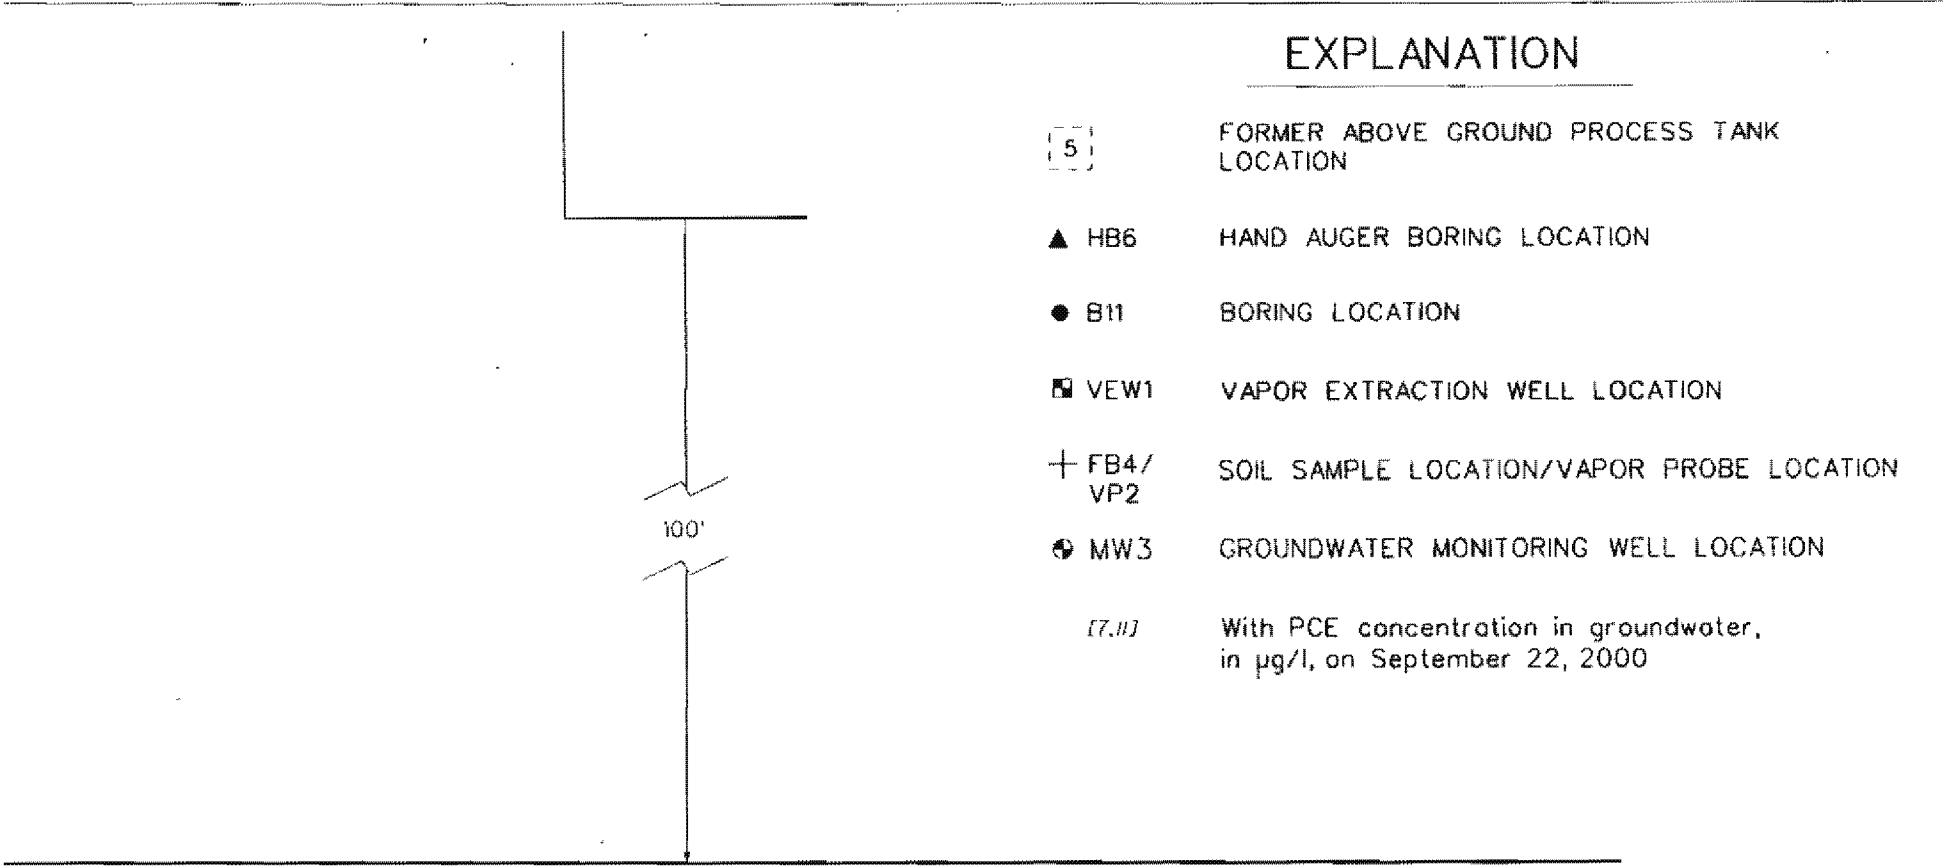 EXPLANATION
5
FORMER ABOVE GROUND PROCESS TANK
LOCATION
HB6 HAND AUGER BORING LOCATION
B11 BORING LOCATION
VEW1 VAPOR EXTRACTION WELL LOCATION
FB4/ SOIL SAMPLE LOCATION/VAPOR PROBE LOCATION
VP2
100'
MW3 GROUNDWATER MONITORING WELL LOCATION
[7.11] With PCE concentration in groundwater,
in µg/l, on September 22, 2000